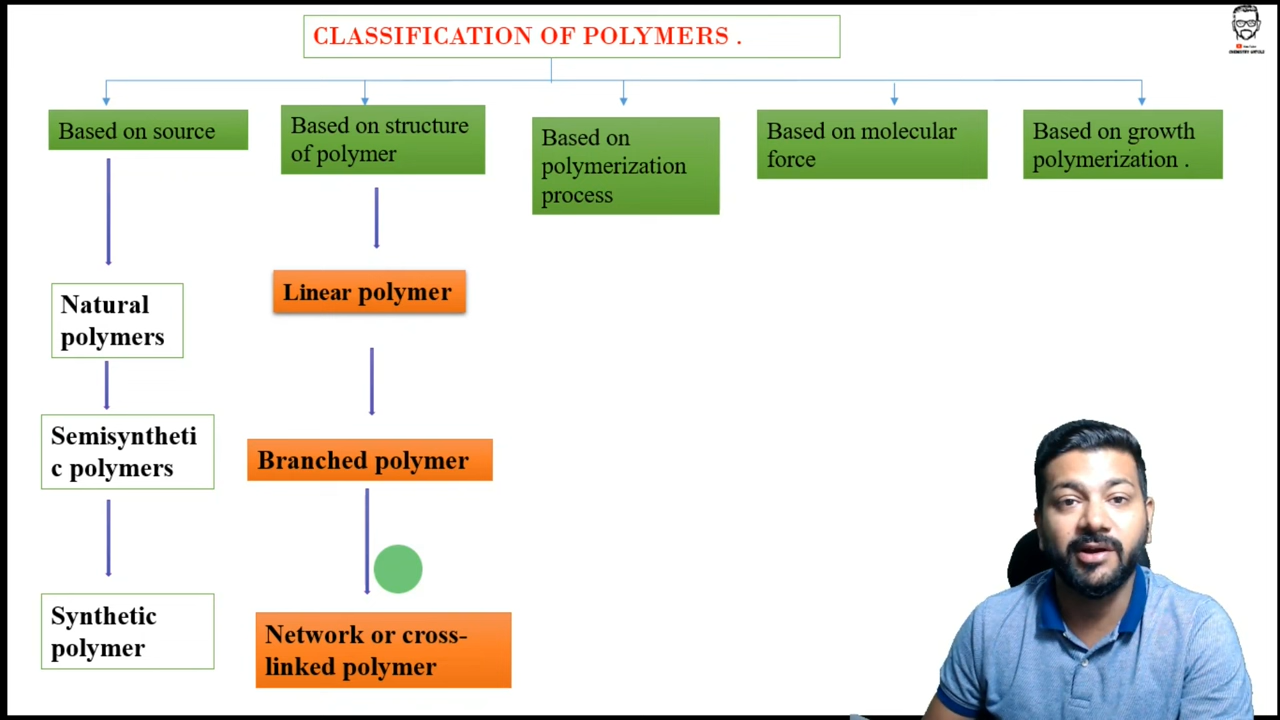 CLASSIFICATION OF POLYMERS .
Based on source
Based on structure
of polymer
Based on
polymerization
process
Based on molecular
force
Based on growth
polymerization .
Natural
polymers
Semisyntheti
c polymers
Synthetic
polymer
Linear polymer
Branched polymer
Network or cross-
linked polymer